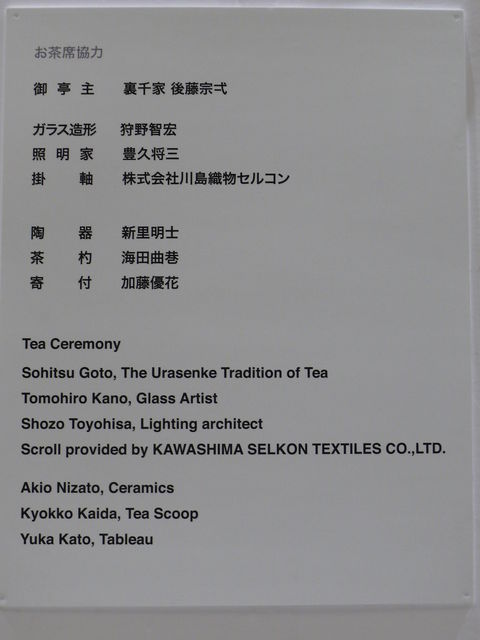 お茶席協力
御亭主 裏千家 後藤宗弌
ガラス造形 狩野智宏
照明家 豊久将三
掛軸 株式会社川島織物セルコン
陶器 新里明士
茶杓 海田曲巷
寄付 加藤優花
Tea Ceremony
Sohitsu Goto, The Urasenke Tradition of Tea
Tomohiro Kano, Glass Artist
Shozo Toyohisa, Lighting architect
Scroll provided by KAWASHIMA SELKON TEXTILES CO.,LTD.
Akio Nizato, Ceramics
Kyokko Kaida, Tea Scoop
Yuka Kato, Tableau